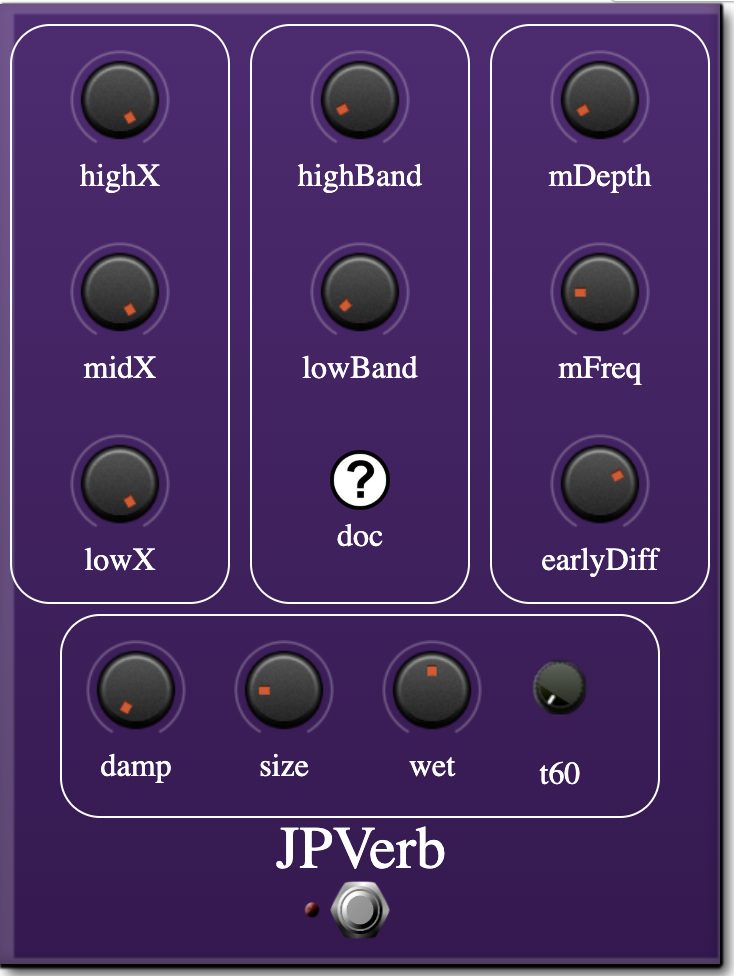 highX
highBand
mDepth
midX
lowBand
mFreq
lowX
?
doc
earlyDiff
damp
size
wet
t60
JPVerb